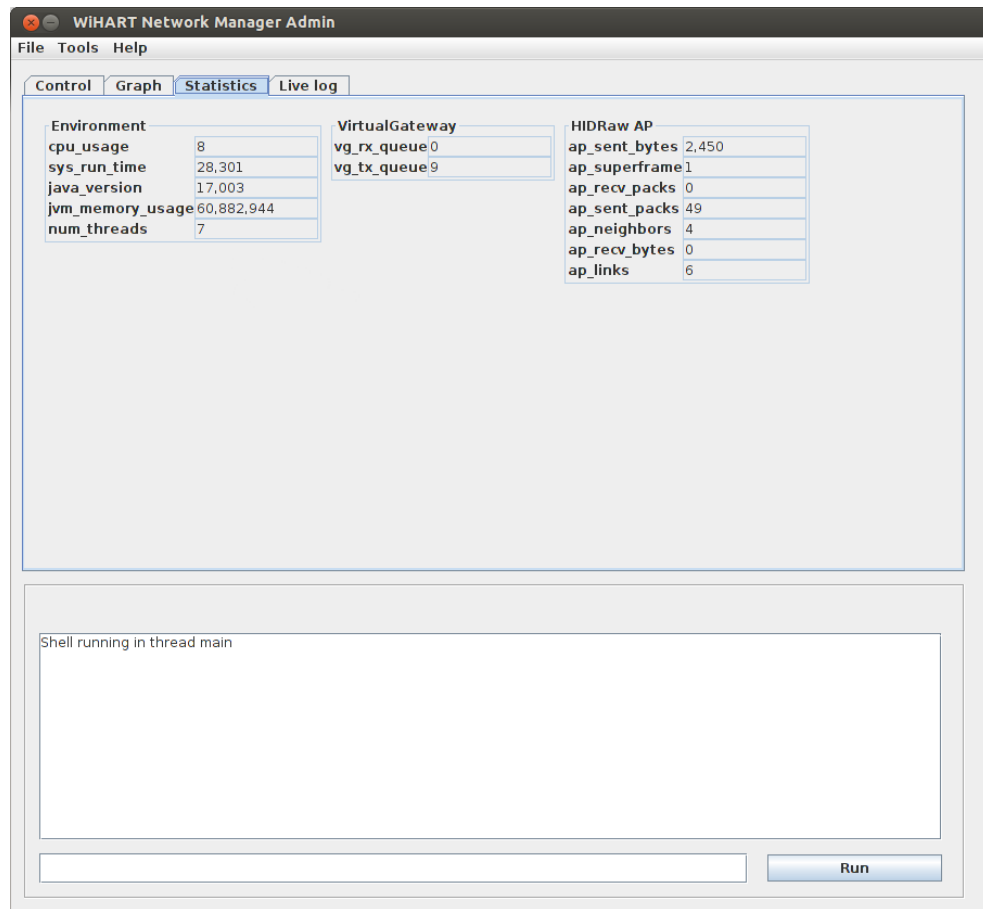 WiHART Network Manager Admin
File Tools Help
Control Graph Statistics Live log
Environment
cpu_usage 8
sys_run_time 28,301
java_version 17,003
jvm_memory_usage 60,882,944
num_threads 7
VirtualGateway
vg_rx_queue 0
vg_tx_queue 9
HIDRaw AP
ap_sent_bytes 2,450
ap_superframe 1
ap_recv_packs 0
ap_sent_packs 49
ap_neighbors 4
ap_recv_bytes 0
ap_links 6
Shell running in thread main
Run